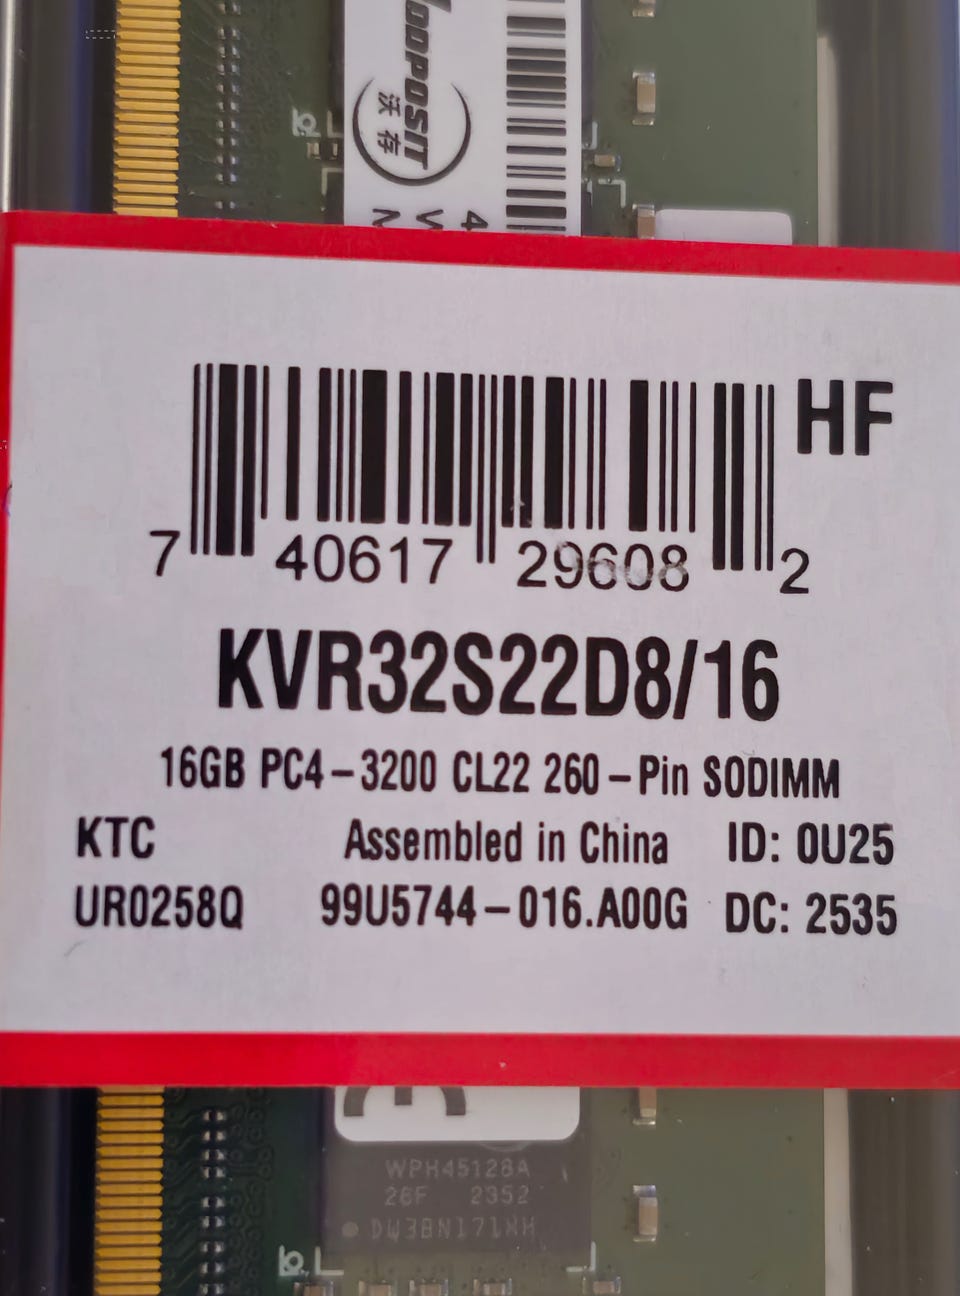 WOOPOSIT
沃存
HF
7 40617 29608 2
KVR32S22D8/16
16GB PC4-3200 CL22 260-Pin SODIMM
KTC Assembled in China ID: 0U25
UR0258Q 99U5744-016.A00G DC: 2535
WPH45128A
26F 2352
DW3BN171NH